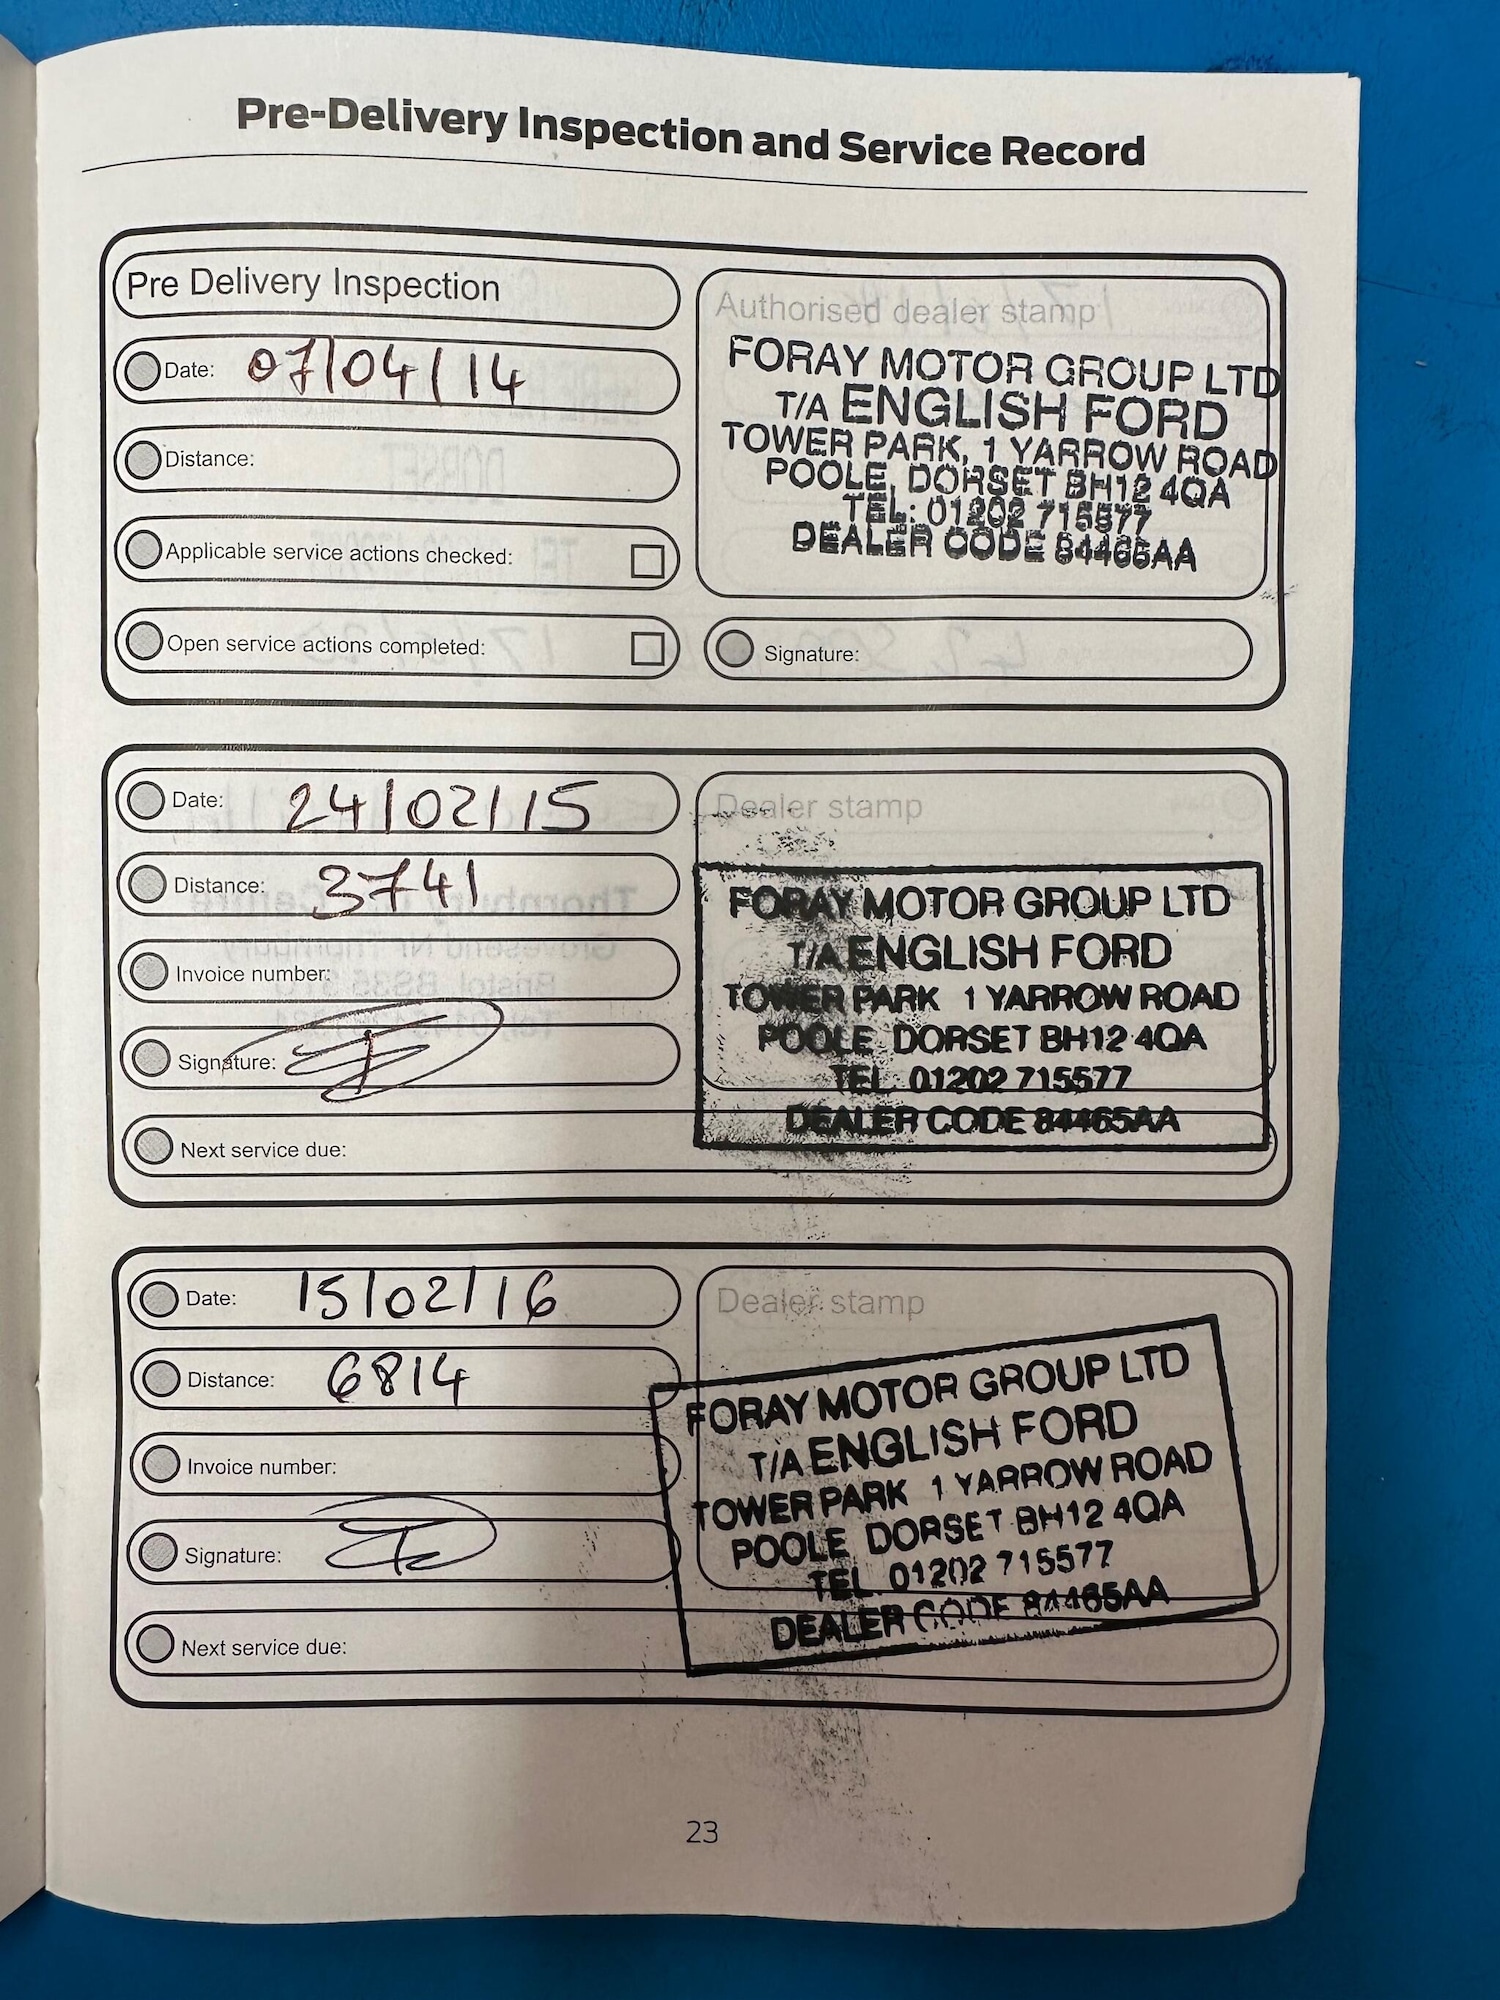 Pre-Delivery Inspection and Service Record
Pre Delivery Inspection
Date: 07/04/14
Distance:
Applicable service actions checked:
Open service actions completed:
Authorised dealer stamp
FORAY MOTOR GROUP LTD
T/A ENGLISH FORD
TOWER PARK, 1 YARROW ROAD
POOLE, DORSET BH12 4QA
TEL: 01202 715577
DEALER CODE 84465AA
Signature:
Date: 24/02/15
Distance: 3741
Invoice number:
Signature:
Next service due:
Dealer stamp
FORAY MOTOR GROUP LTD
T/A ENGLISH FORD
TOWER PARK 1 YARROW ROAD
POOLE DORSET BH12 4QA
TEL 01202 715577
DEALER CODE 84465AA
Date: 15/02/16
Distance: 6814
Invoice number:
Signature:
Next service due:
Dealer stamp
FORAY MOTOR GROUP LTD
T/A ENGLISH FORD
TOWER PARK 1 YARROW ROAD
POOLE DORSET BH12 4QA
TEL 01202 715577
DEALER CODE 84465AA
23